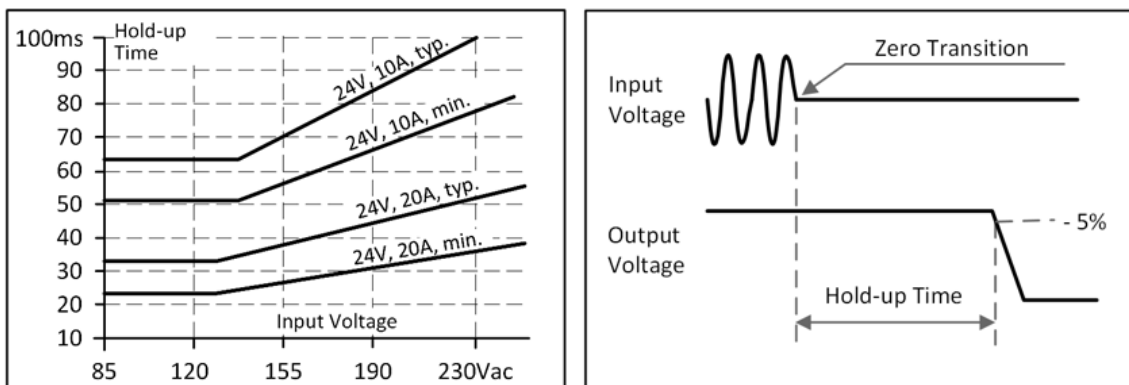 100ms
Hold-up
Time
90
80
70
60
50
40
30
20
10
24V, 10A, typ.
24V, 10A, min.
24V, 20A, typ.
24V, 20A, min.
Input Voltage
85
120
155
190
230Vac
Zero Transition
Input
Voltage
Output
Voltage
- 5%
Hold-up Time